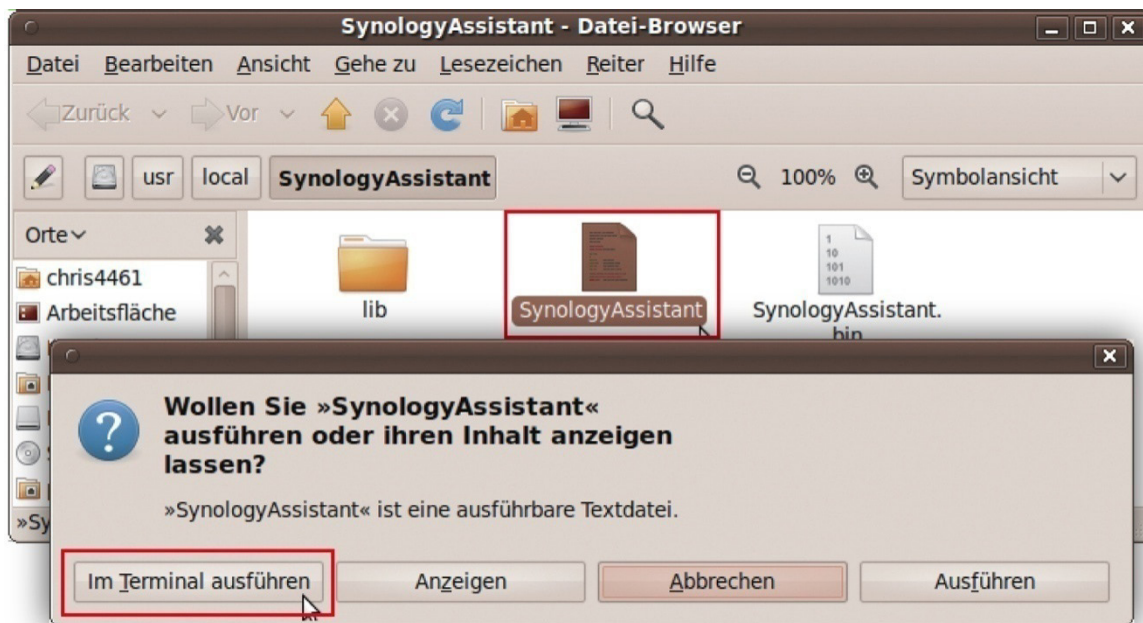 SynologyAssistant - Datei-Browser
Datei Bearbeiten Ansicht Gehe zu Lesezeichen Reiter Hilfe
Zurück Vor
usr local SynologyAssistant 100% Symbolansicht
Orte
chris4461
Arbeitsfläche
lib
SynologyAssistant
1
10
101
1010
SynologyAssistant.
bin
»Sy
Wollen Sie »SynologyAssistant«
ausführen oder ihren Inhalt anzeigen
lassen?
»SynologyAssistant« ist eine ausführbare Textdatei.
Im Terminal ausführen Anzeigen Abbrechen Ausführen